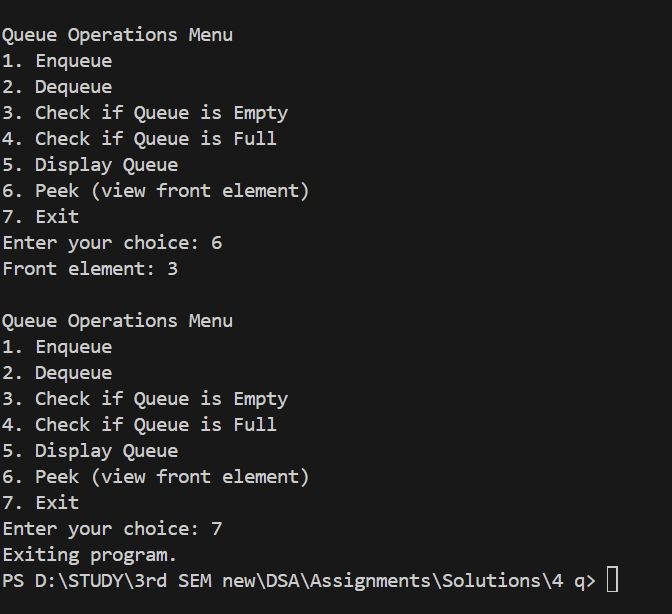 Queue Operations Menu
1. Enqueue
2. Dequeue
3. Check if Queue is Empty
4. Check if Queue is Full
5. Display Queue
6. Peek (view front element)
7. Exit
Enter your choice: 6
Front element: 3
Queue Operations Menu
1. Enqueue
2. Dequeue
3. Check if Queue is Empty
4. Check if Queue is Full
5. Display Queue
6. Peek (view front element)
7. Exit
Enter your choice: 7
Exiting program.
PS D:\STUDY\3rd SEM new\DSA\Assignments\Solutions\4 q>